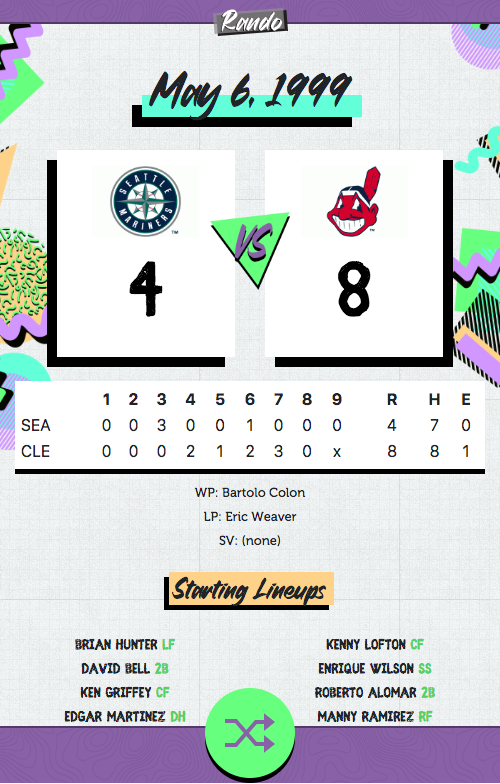 Rando
May 6, 1999
SEATTLE
MARINERS
TM
TM
VS
4
8
1 2 3 4 5 6 7 8 9 R H E
SEA 0 0 3 0 0 1 0 0 0 4 7 0
CLE 0 0 0 2 1 2 3 0 x 8 8 1
WP: Bartolo Colon
LP: Eric Weaver
SV: (none)
Starting Lineups
BRIAN HUNTER LF
DAVID BELL 2B
KEN GRIFFEY CF
EDGAR MARTINEZ DH
KENNY LOFTON CF
ENRIQUE WILSON SS
ROBERTO ALOMAR 2B
MANNY RAMIREZ RF